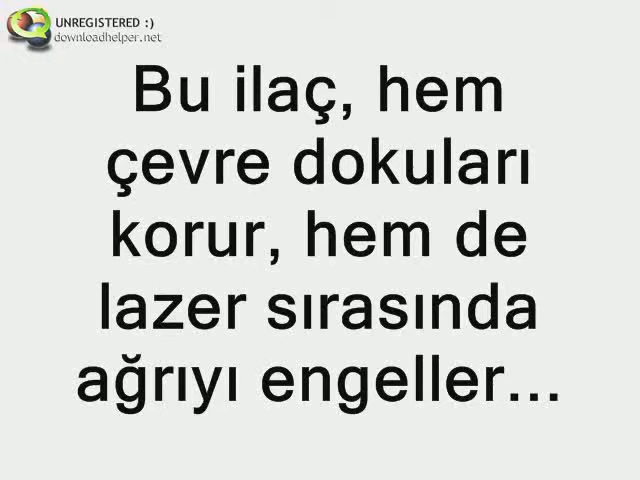 UNREGISTERED :)
downloadhelper.net
Bu ilaç, hem
çevre dokuları
korur, hem de
lazer sırasında
ağrıyı engeller...